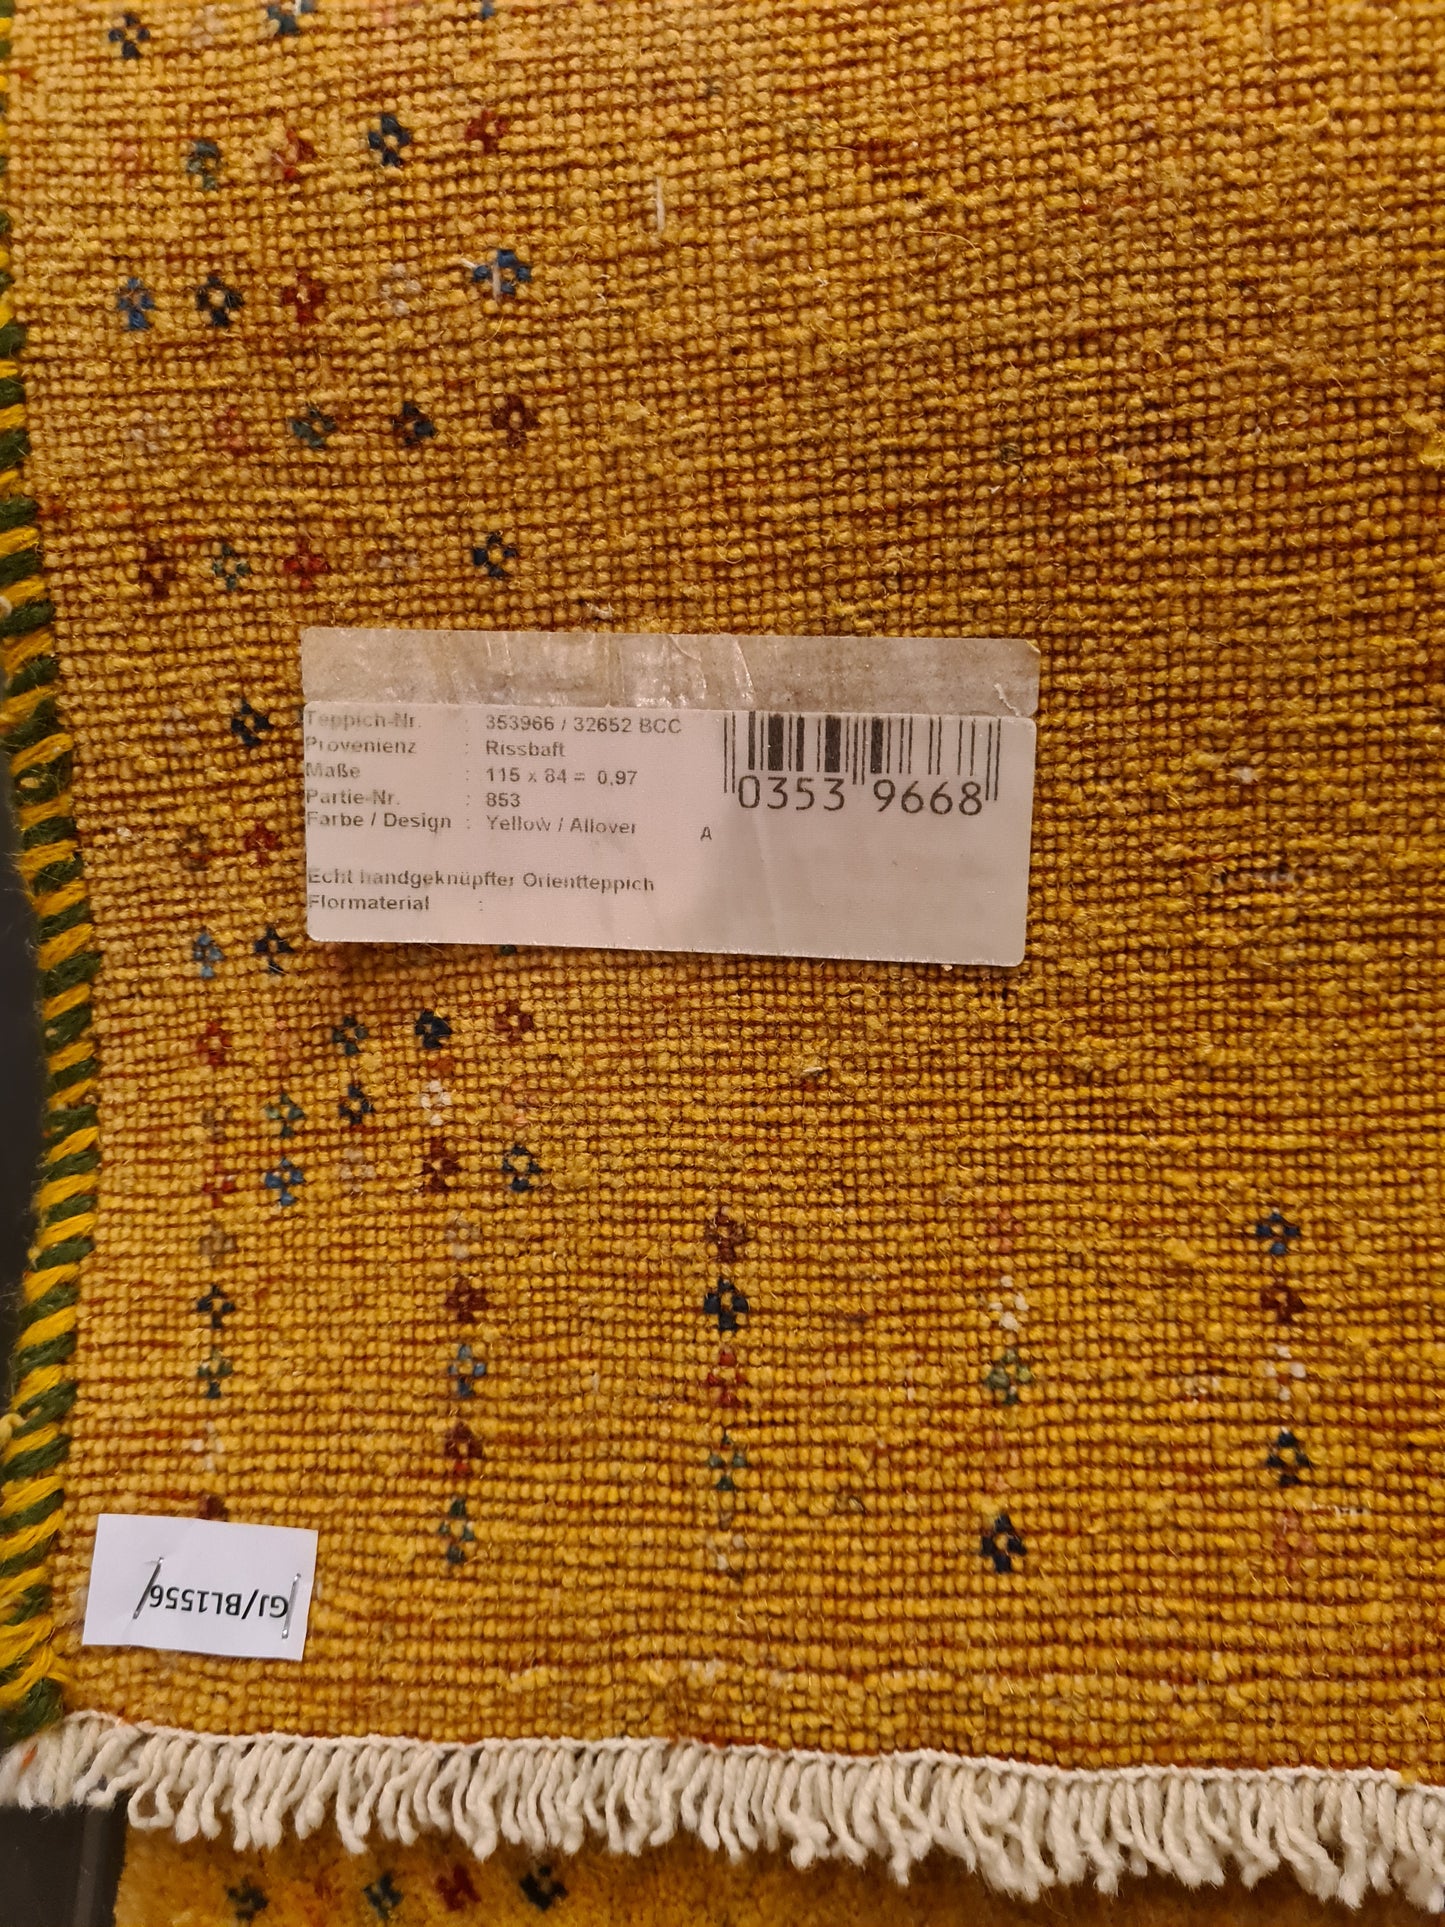 Teppich-Nr. : 353966 / 32652 BCC
Provenienz : Rissbaft
Maße : 115 x 84 = 0,97
Partie-Nr. : 853
Farbe / Design : Yellow / Allover A
Echt handgeknüpfter Orientteppich
Flormaterial :
0353 9668
GJ/BL1556